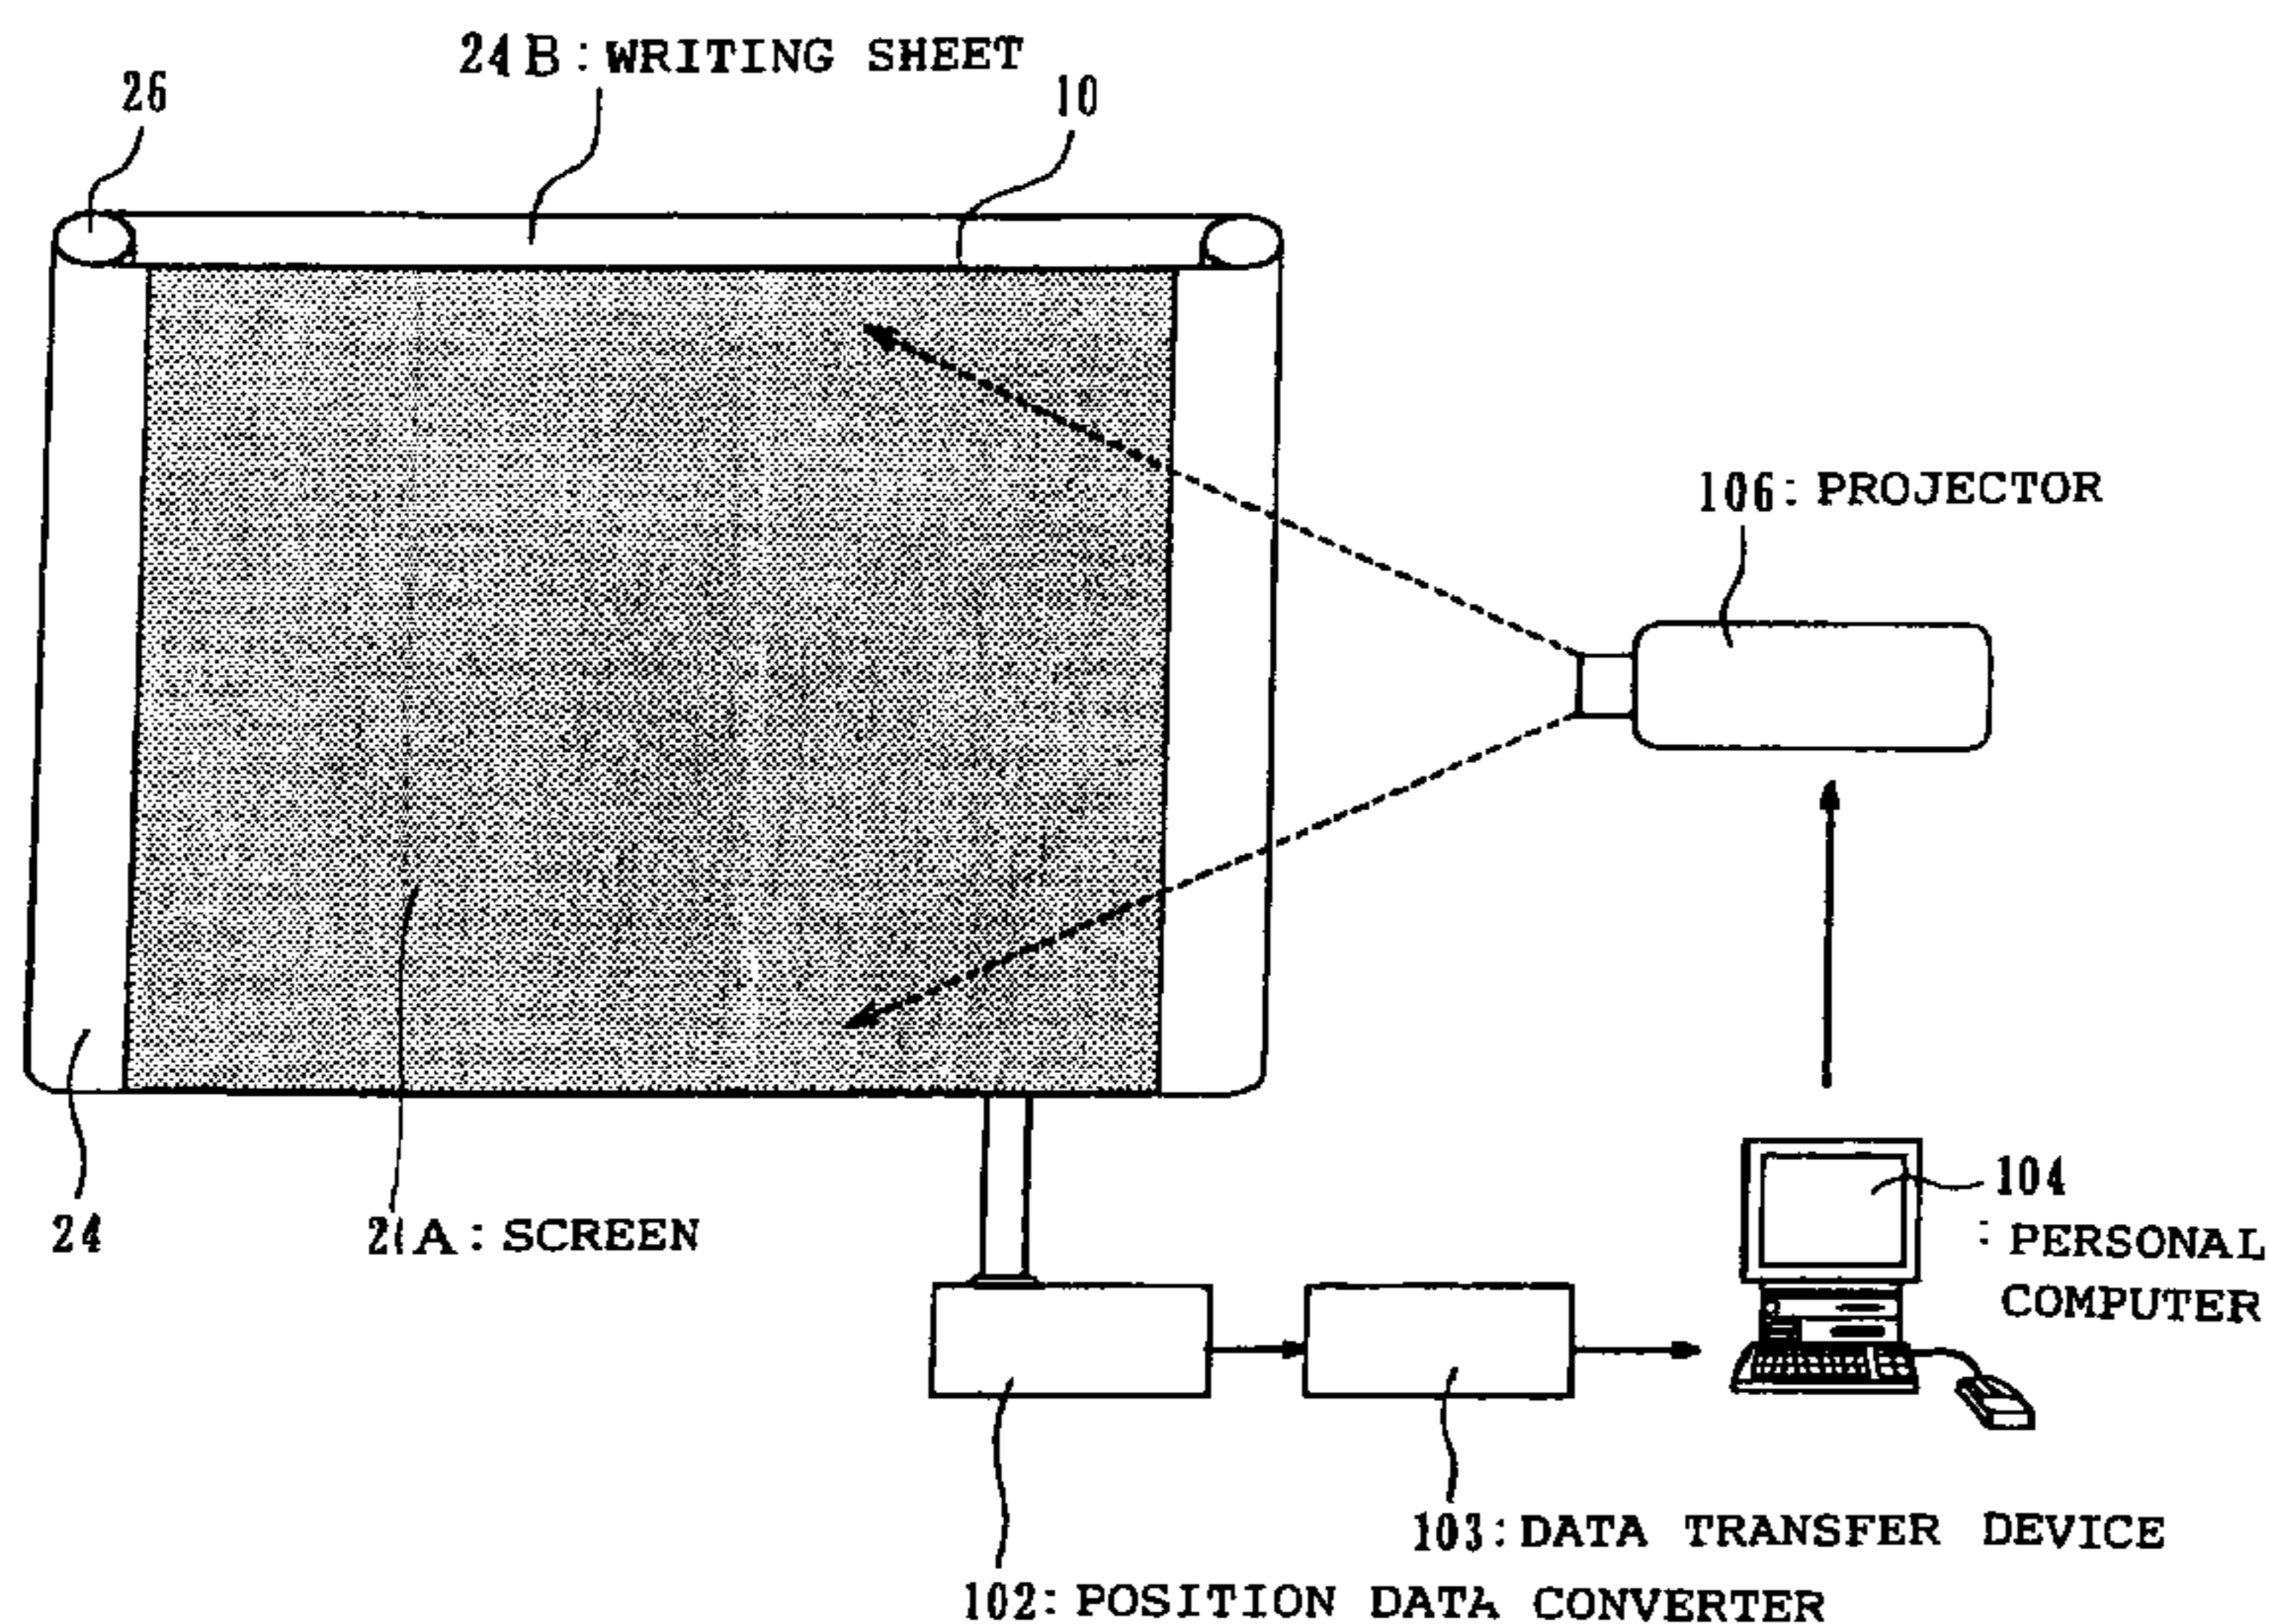 24B: WRITING SHEET
26
10
106: PROJECTOR
104
: PERSONAL
COMPUTER
24
21A: SCREEN
103: DATA TRANSFER DEVICE
102: POSITION DATA CONVERTER